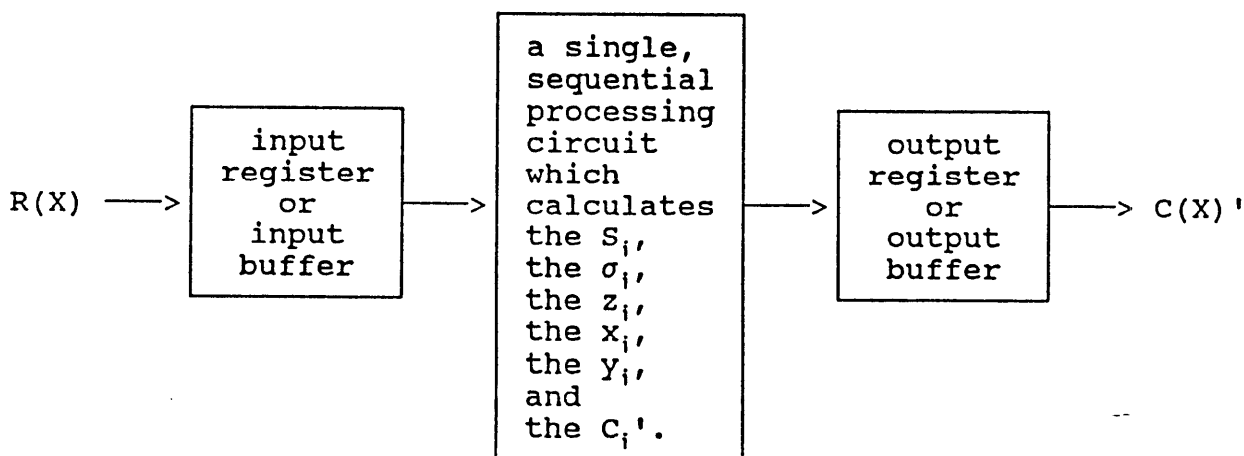 R(X)
input
register
or
input
buffer
a single,
sequential
processing
circuit
which
calculates
the Sᵢ,
the σᵢ,
the zᵢ,
the xᵢ,
the yᵢ,
and
the Cᵢ'.
output
register
or
output
buffer
C(X)'